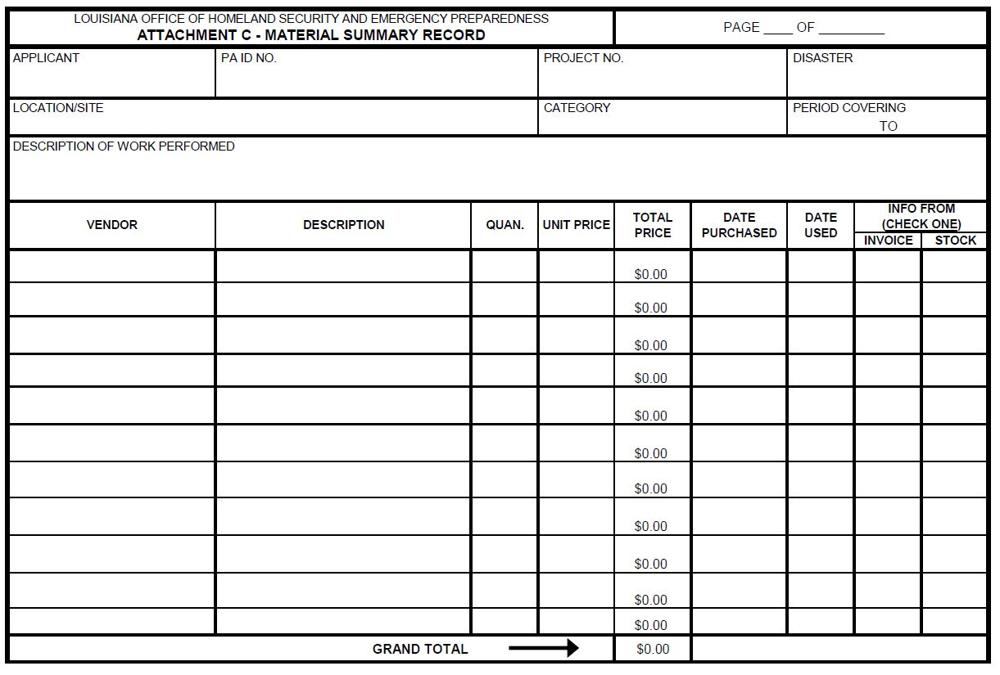 LOUISIANA OFFICE OF HOMELAND SECURITY AND EMERGENCY PREPAREDNESS
ATTACHMENT C - MATERIAL SUMMARY RECORD
PAGE ____ OF _________
APPLICANT
PA ID NO.
PROJECT NO.
DISASTER
LOCATION/SITE
CATEGORY
PERIOD COVERING
TO
DESCRIPTION OF WORK PERFORMED
VENDOR
DESCRIPTION
QUAN.
UNIT PRICE
TOTAL
PRICE
DATE
PURCHASED
DATE
USED
INFO FROM
(CHECK ONE)
INVOICE
STOCK
$0.00
$0.00
$0.00
$0.00
$0.00
$0.00
$0.00
$0.00
$0.00
$0.00
$0.00
GRAND TOTAL
$0.00